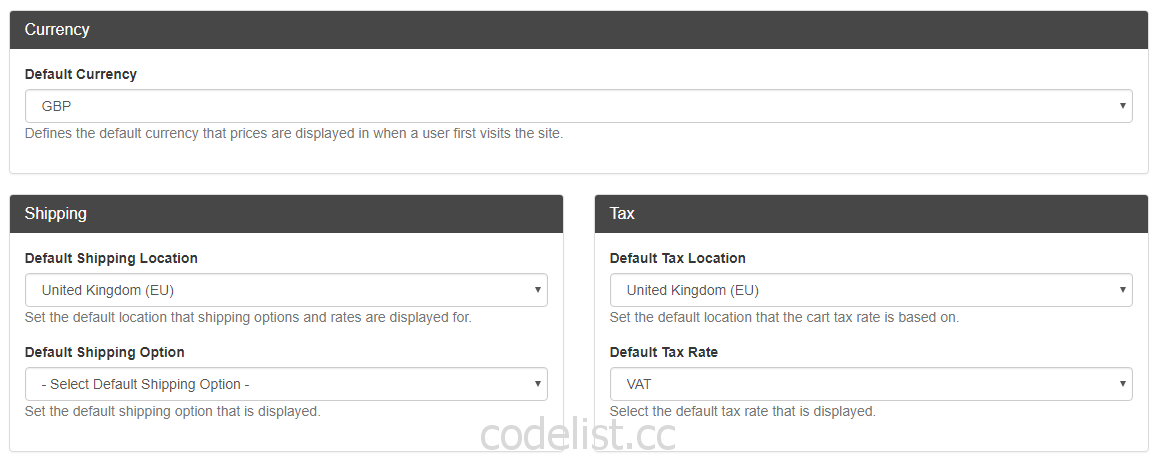 Currency
Default Currency
GBP
Defines the default currency that prices are displayed in when a user first visits the site.
Shipping
Default Shipping Location
United Kingdom (EU)
Set the default location that shipping options and rates are displayed for.
Default Shipping Option
- Select Default Shipping Option -
Set the default shipping option that is displayed.
Tax
Default Tax Location
United Kingdom (EU)
Set the default location that the cart tax rate is based on.
Default Tax Rate
VAT
Select the default tax rate that is displayed.
codelist.cc